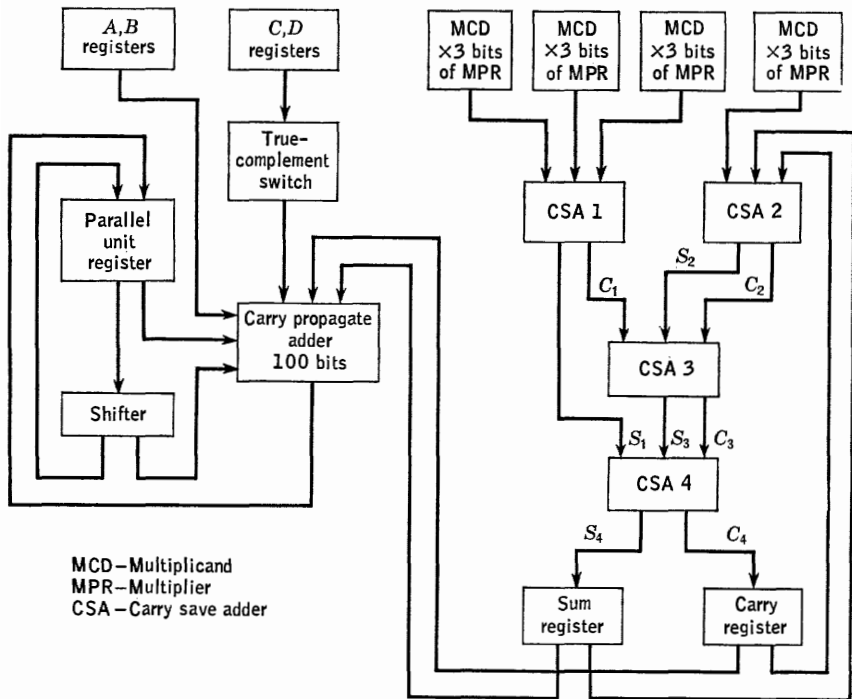 A,B
registers
C,D
registers
MCD
×3 bits
of MPR
MCD
×3 bits
of MPR
MCD
×3 bits
of MPR
MCD
×3 bits
of MPR
True-
complement
switch
Parallel
unit
register
CSA 1
CSA 2
S₂
C₁
C₂
Carry propagate
adder
100 bits
CSA 3
Shifter
S₁
S₃
C₃
CSA 4
S₄
C₄
MCD–Multiplicand
MPR–Multiplier
CSA–Carry save adder
Sum
register
Carry
register